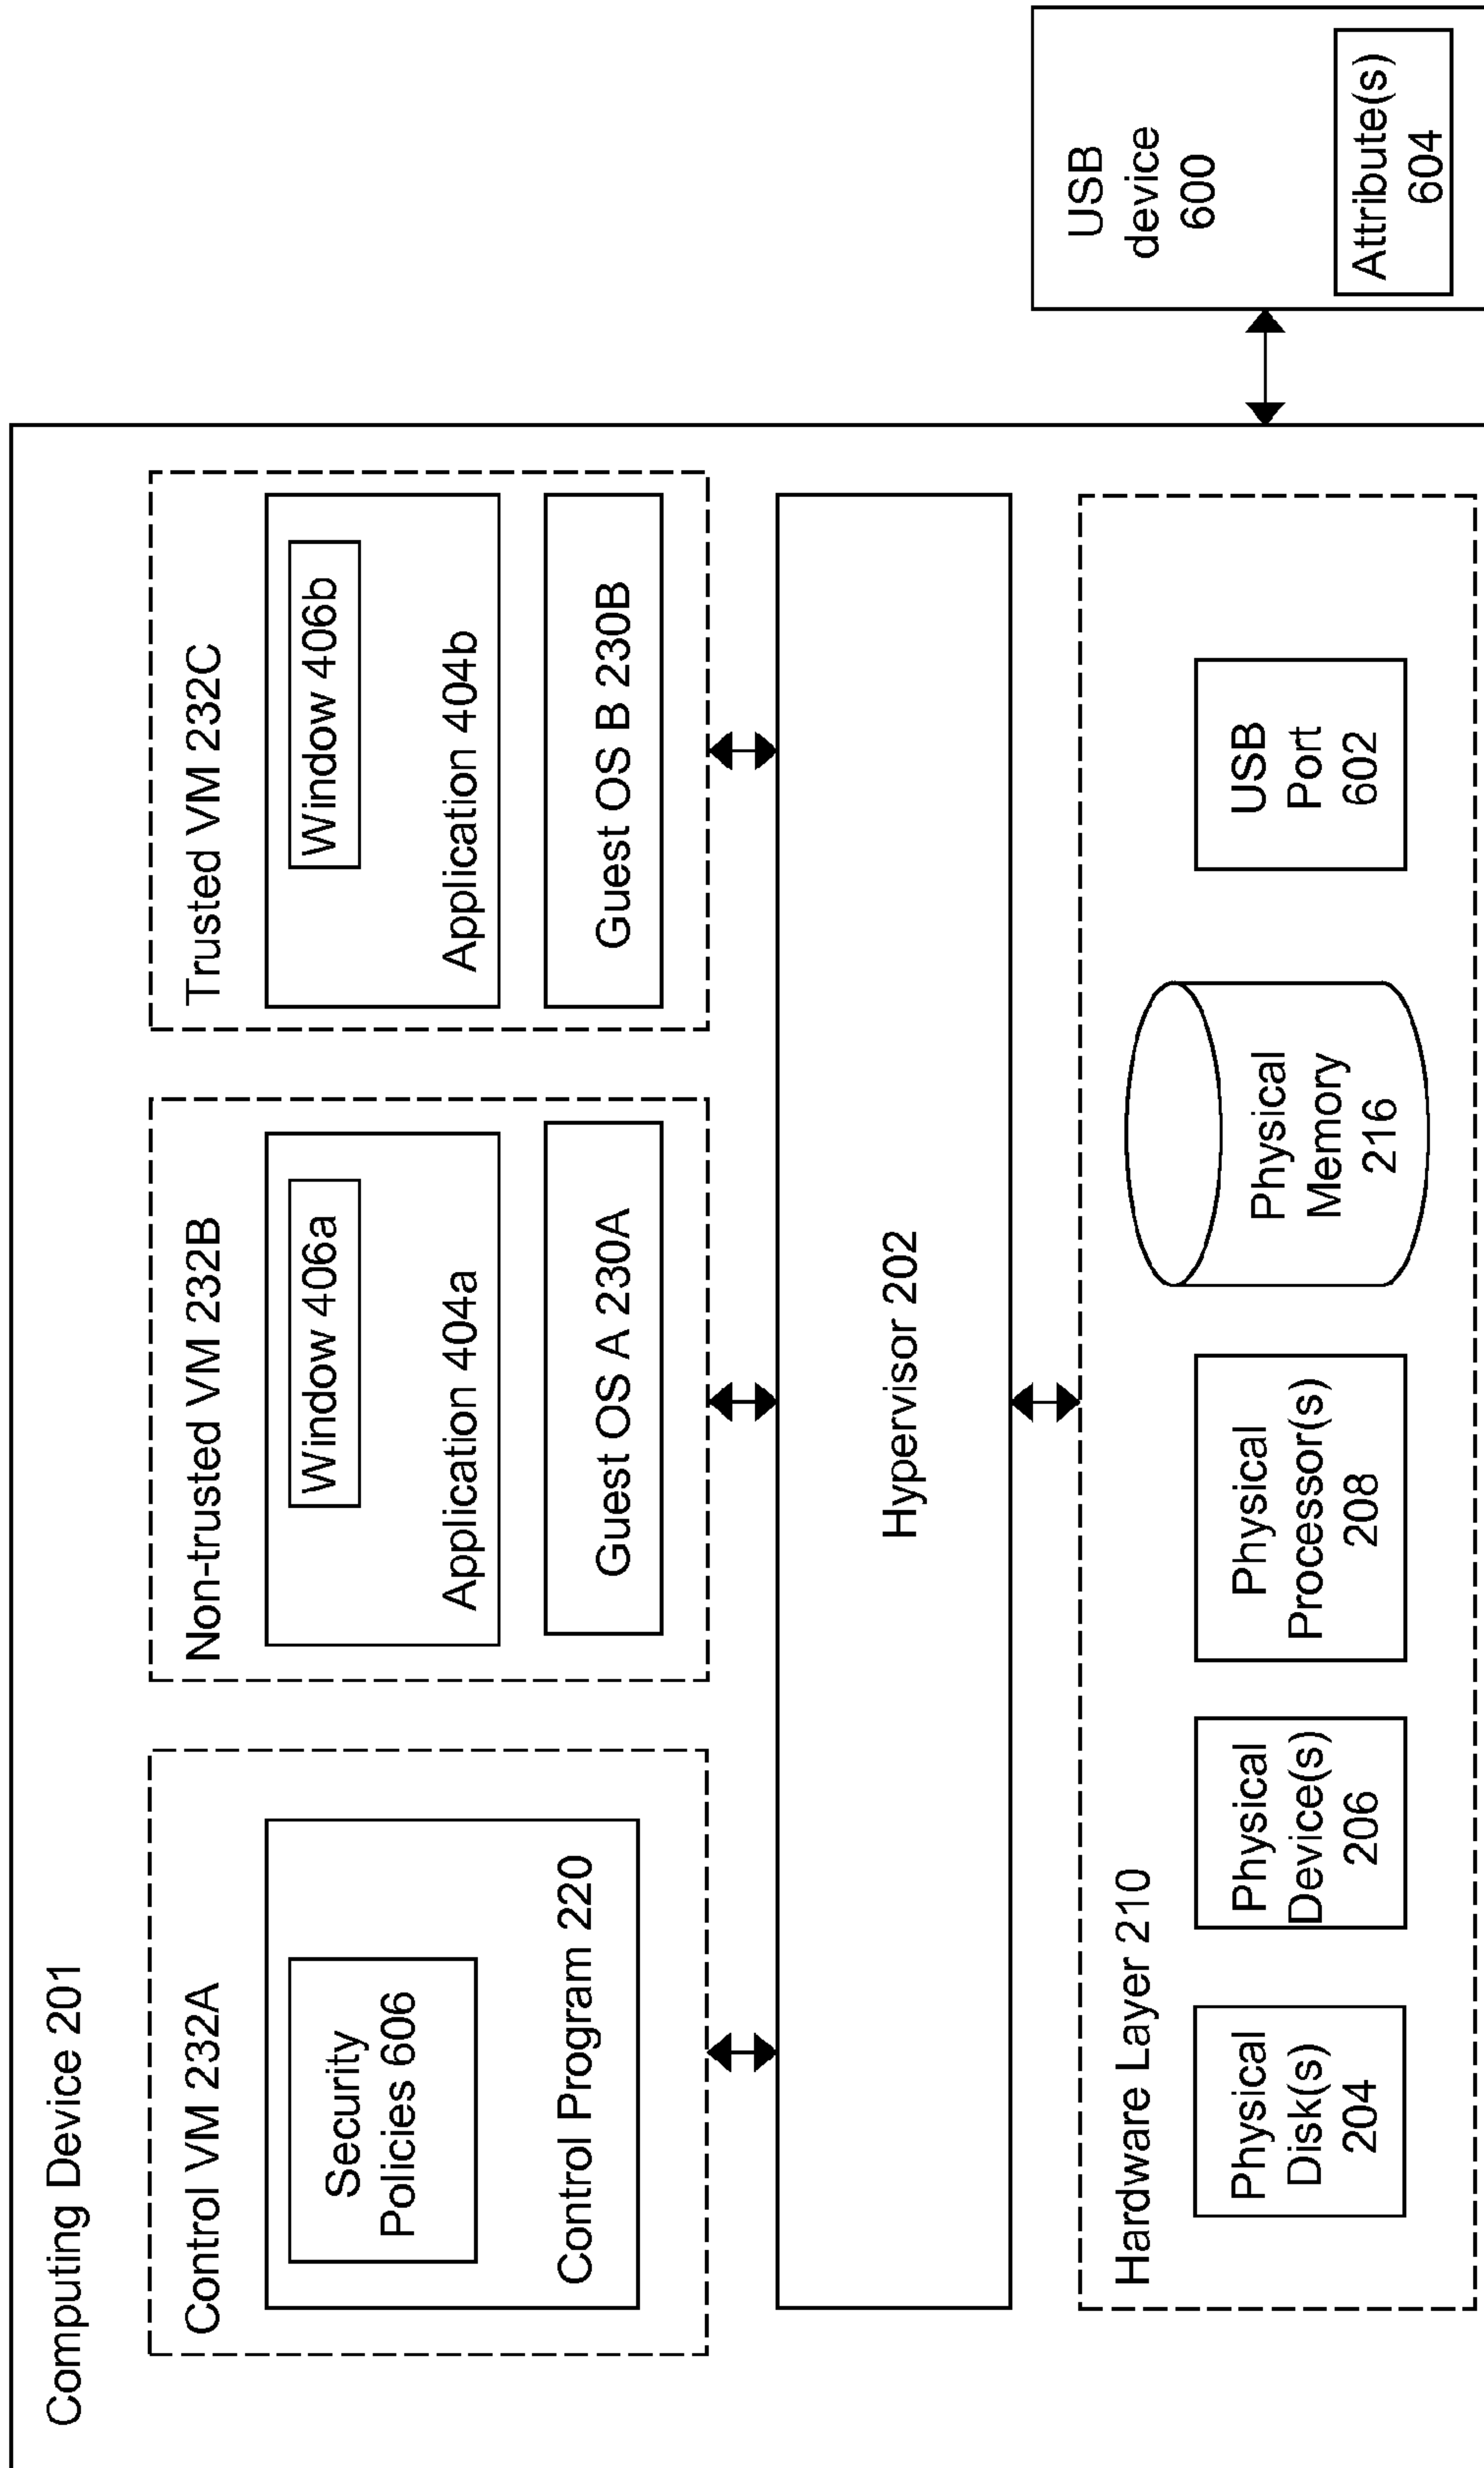 Computing Device 201
Control VM 232A
Security
Policies 606
Control Program 220
Non-trusted VM 232B
Window 406a
Application 404a
Guest OS A 230A
Trusted VM 232C
Window 406b
Application 404b
Guest OS B 230B
Hypervisor 202
Hardware Layer 210
Physical
Disk(s)
204
Physical
Device(s)
206
Physical
Processor(s)
208
Physical
Memory
216
USB
Port
602
USB
device
600
Attribute(s)
604